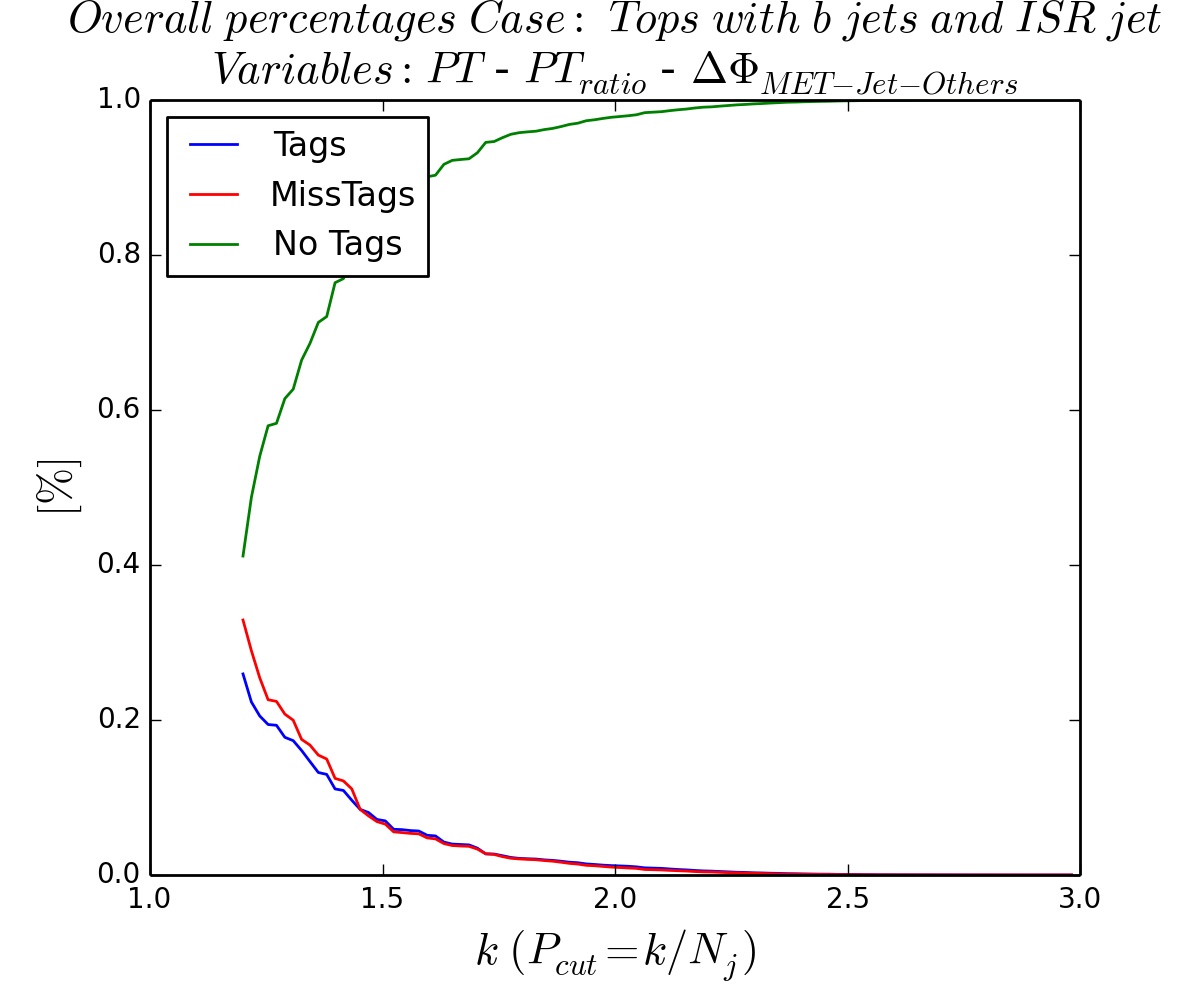 Overall percentages Case: Tops with b jets and ISR jet
Variables: PT - PT_ratio - ΔΦ_MET−Jet−Others
1.0
Tags
MissTags
No Tags
0.8
0.6
[%]
0.4
0.2
0.0
1.0 1.5 2.0 2.5 3.0
k (P_cut = k/N_j)